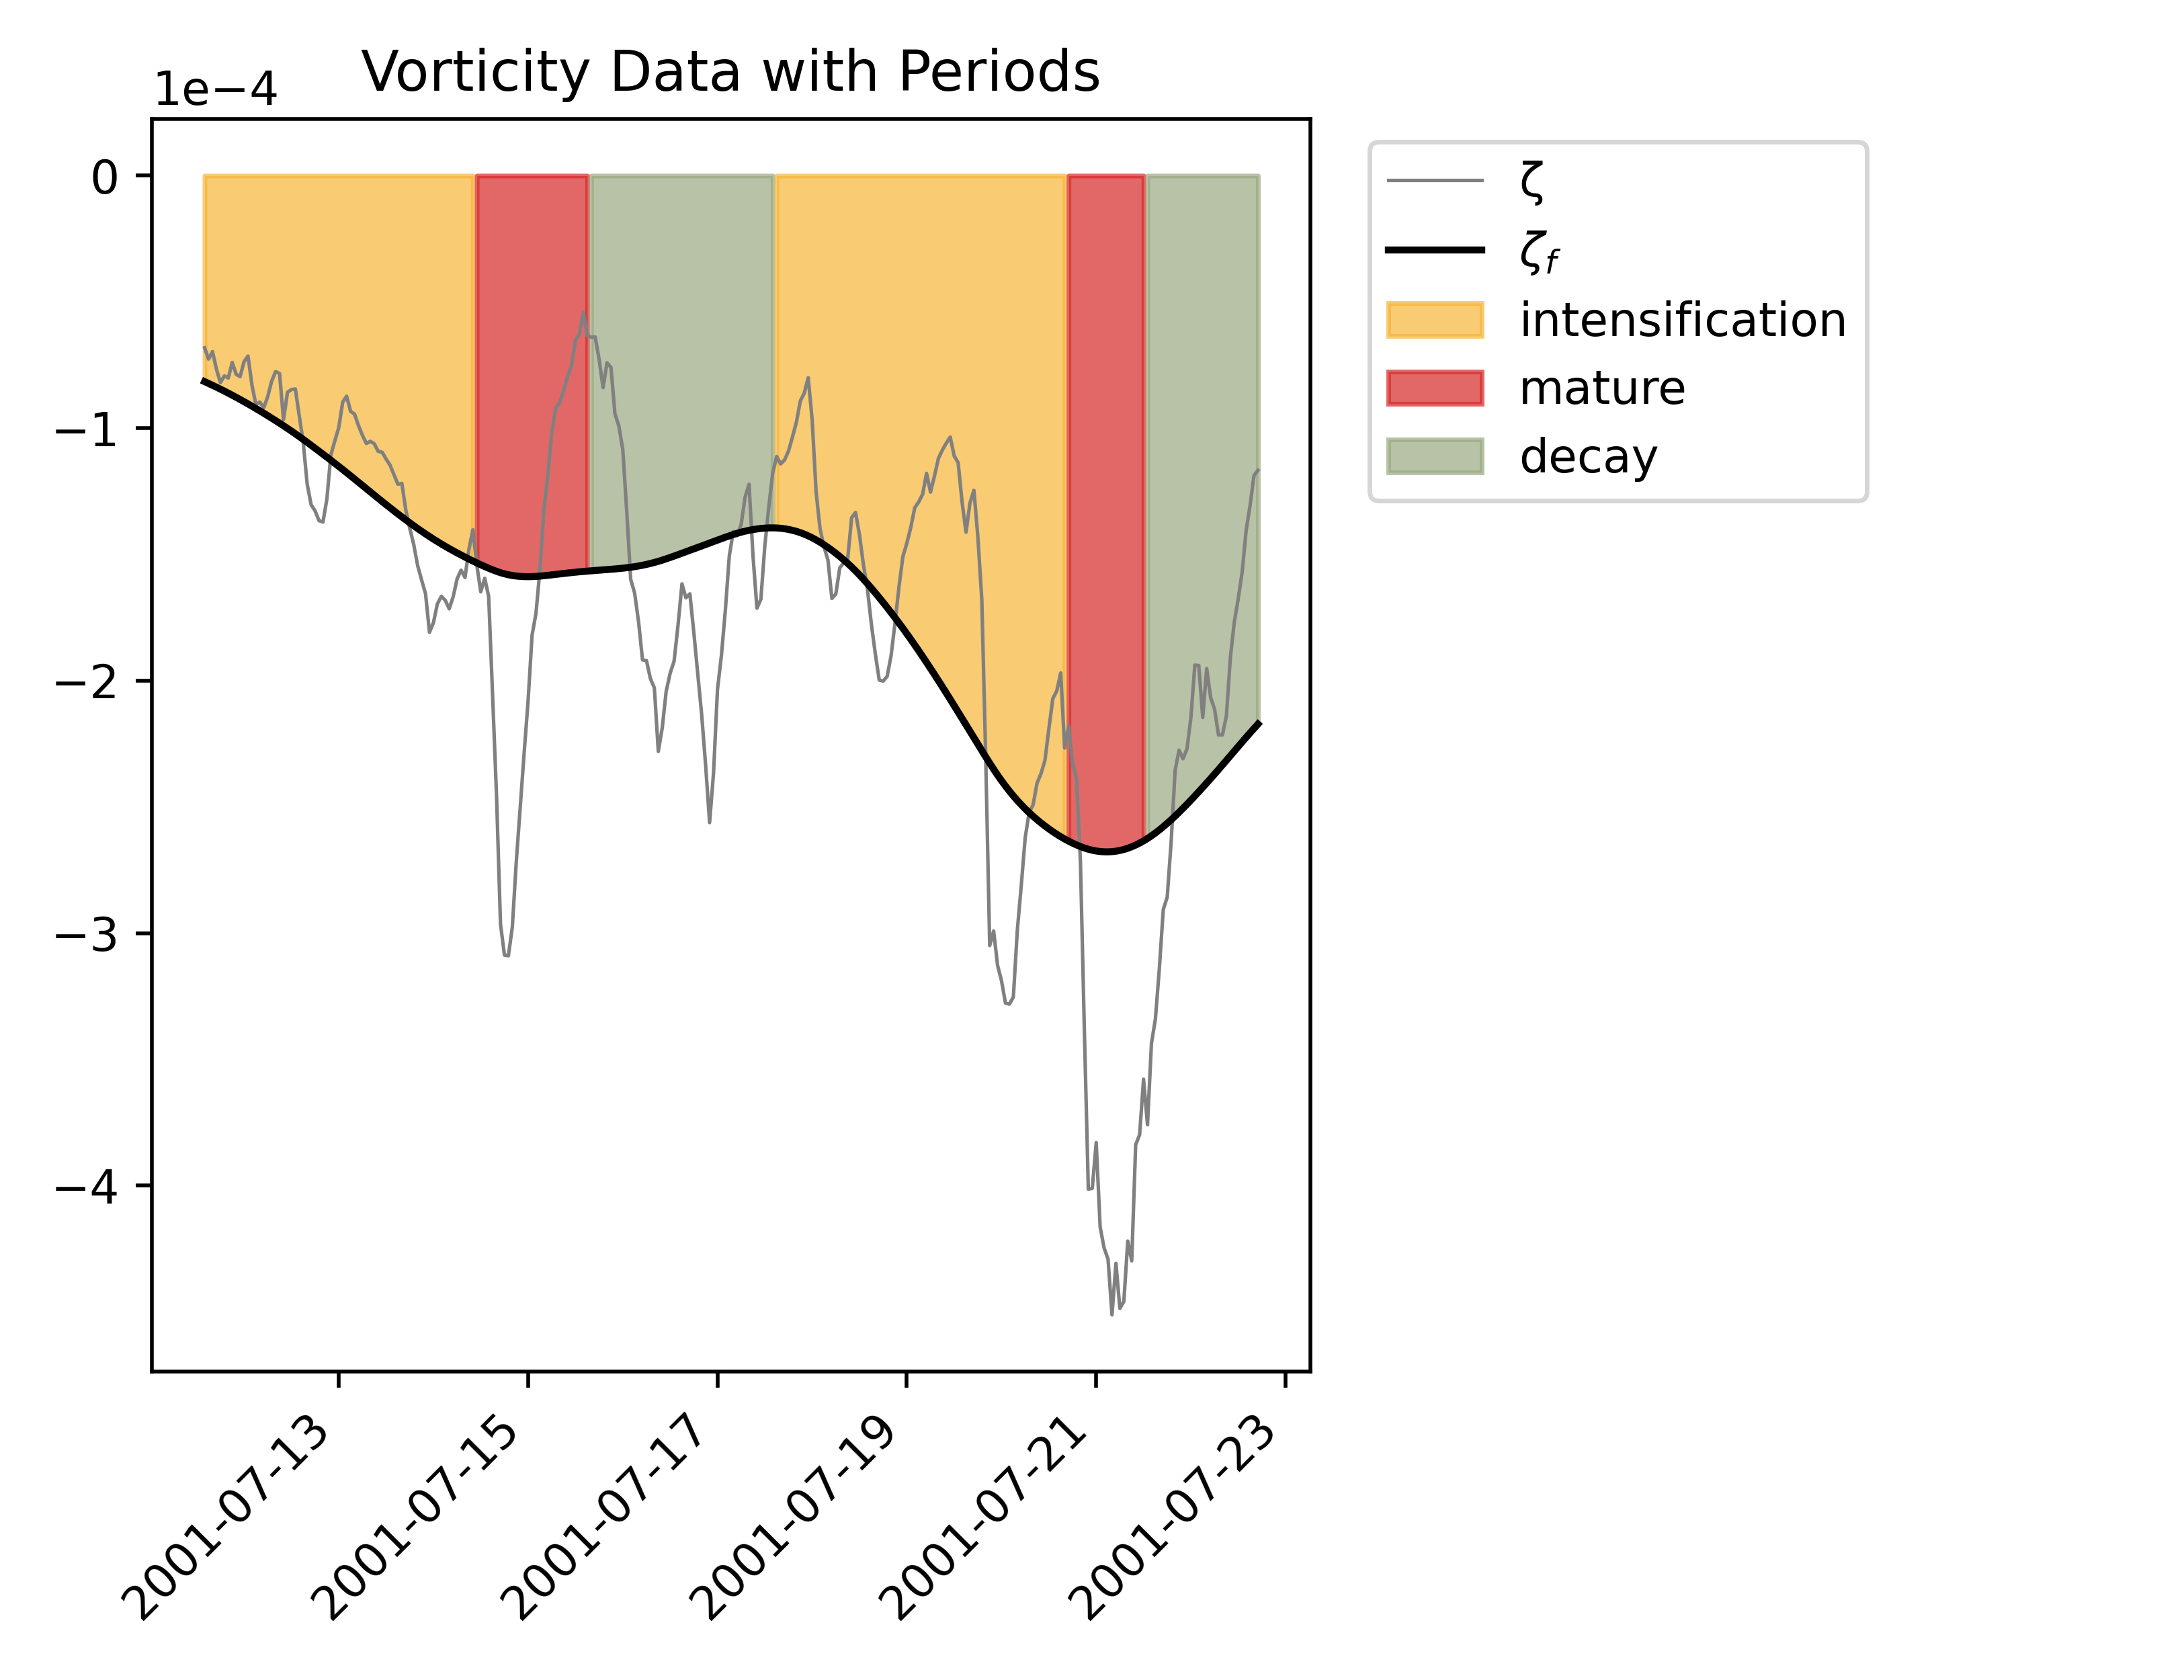 Vorticity Data with Periods
1e−4
0
−1
−2
−3
−4
2001-07-13
2001-07-15
2001-07-17
2001-07-19
2001-07-21
2001-07-23
ζ
ζf
intensification
mature
decay